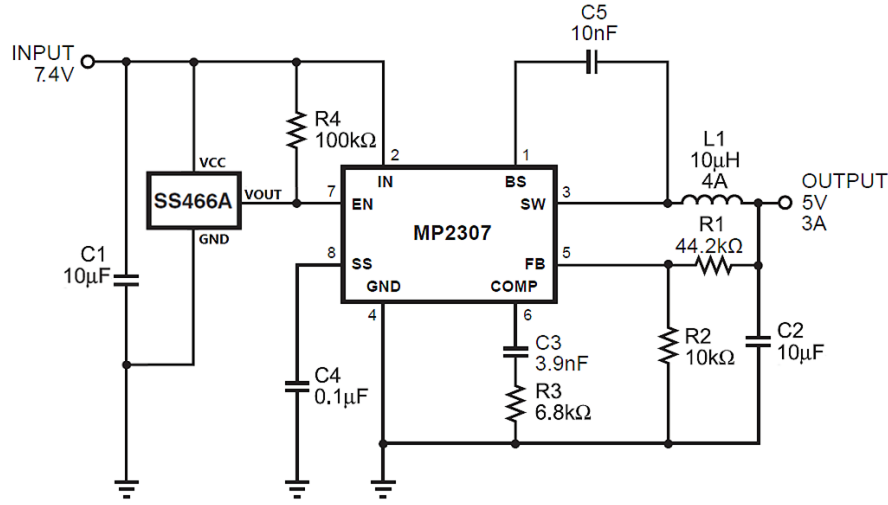 C5
10nF
INPUT
7.4V
R4
100kΩ
L1
10µH
4A
VCC
2
1
IN
BS
SS466A
VOUT
7
EN
SW
3
OUTPUT
5V
3A
MP2307
R1
44.2kΩ
GND
8
SS
FB
5
C1
10µF
GND
COMP
4
6
C3
3.9nF
R2
10kΩ
C2
10µF
C4
0.1µF
R3
6.8kΩ